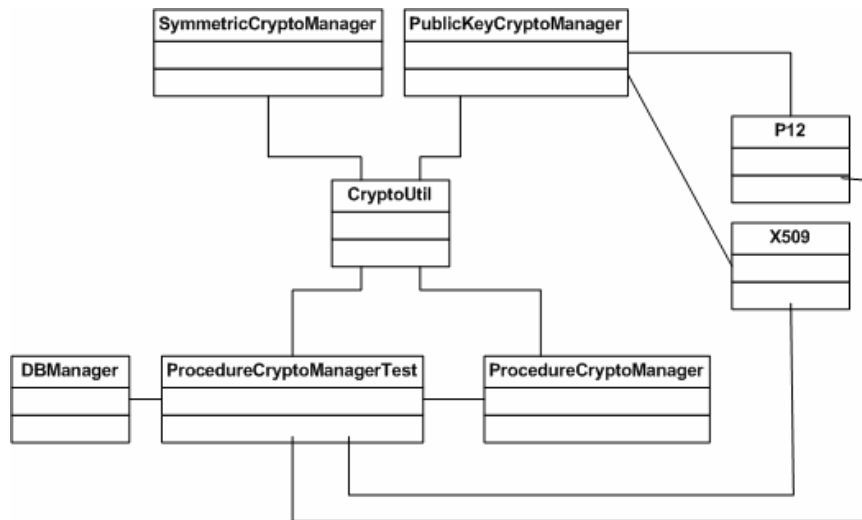 SymmetricCryptoManager
PublicKeyCryptoManager
P12
CryptoUtil
X509
DBManager
ProcedureCryptoManagerTest
ProcedureCryptoManager